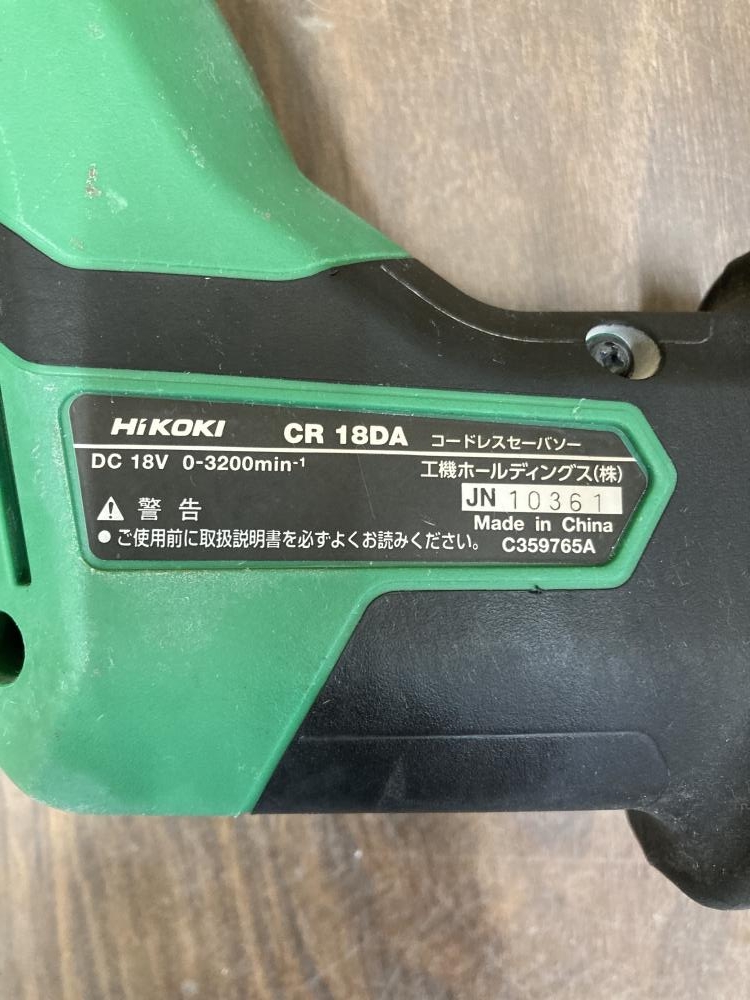 HiKOKI CR 18DA コードレスセーバソー
DC 18V 0-3200min-1 工機ホールディングス(株)
JN 10361
⚠ 警告 Made in China
● ご使用前に取扱説明書を必ずよくお読みください。 C359765A